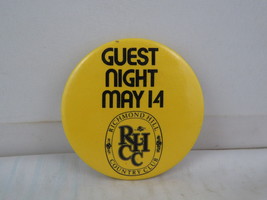 GUEST
NIGHT
MAY 14
RICHMOND HILL
RHCC
COUNTRY CLUB